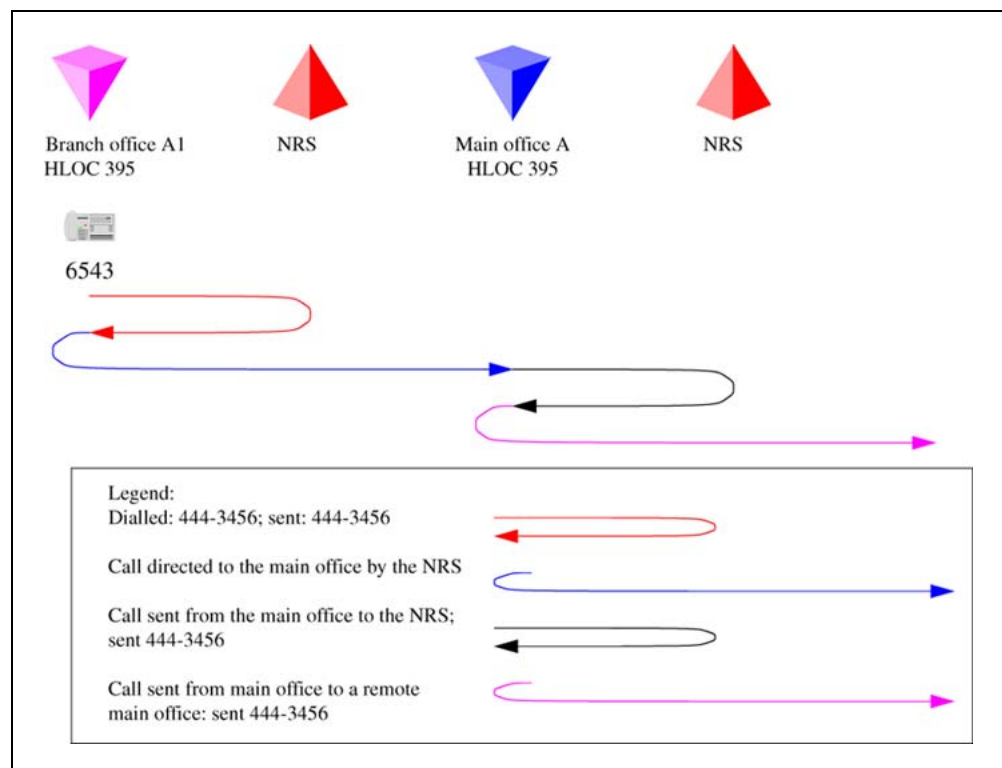 Branch office A1
HLOC 395
NRS
Main office A
HLOC 395
NRS
6543
Legend:
Dialled: 444-3456; sent: 444-3456
Call directed to the main office by the NRS
Call sent from the main office to the NRS;
sent 444-3456
Call sent from main office to a remote
main office: sent 444-3456